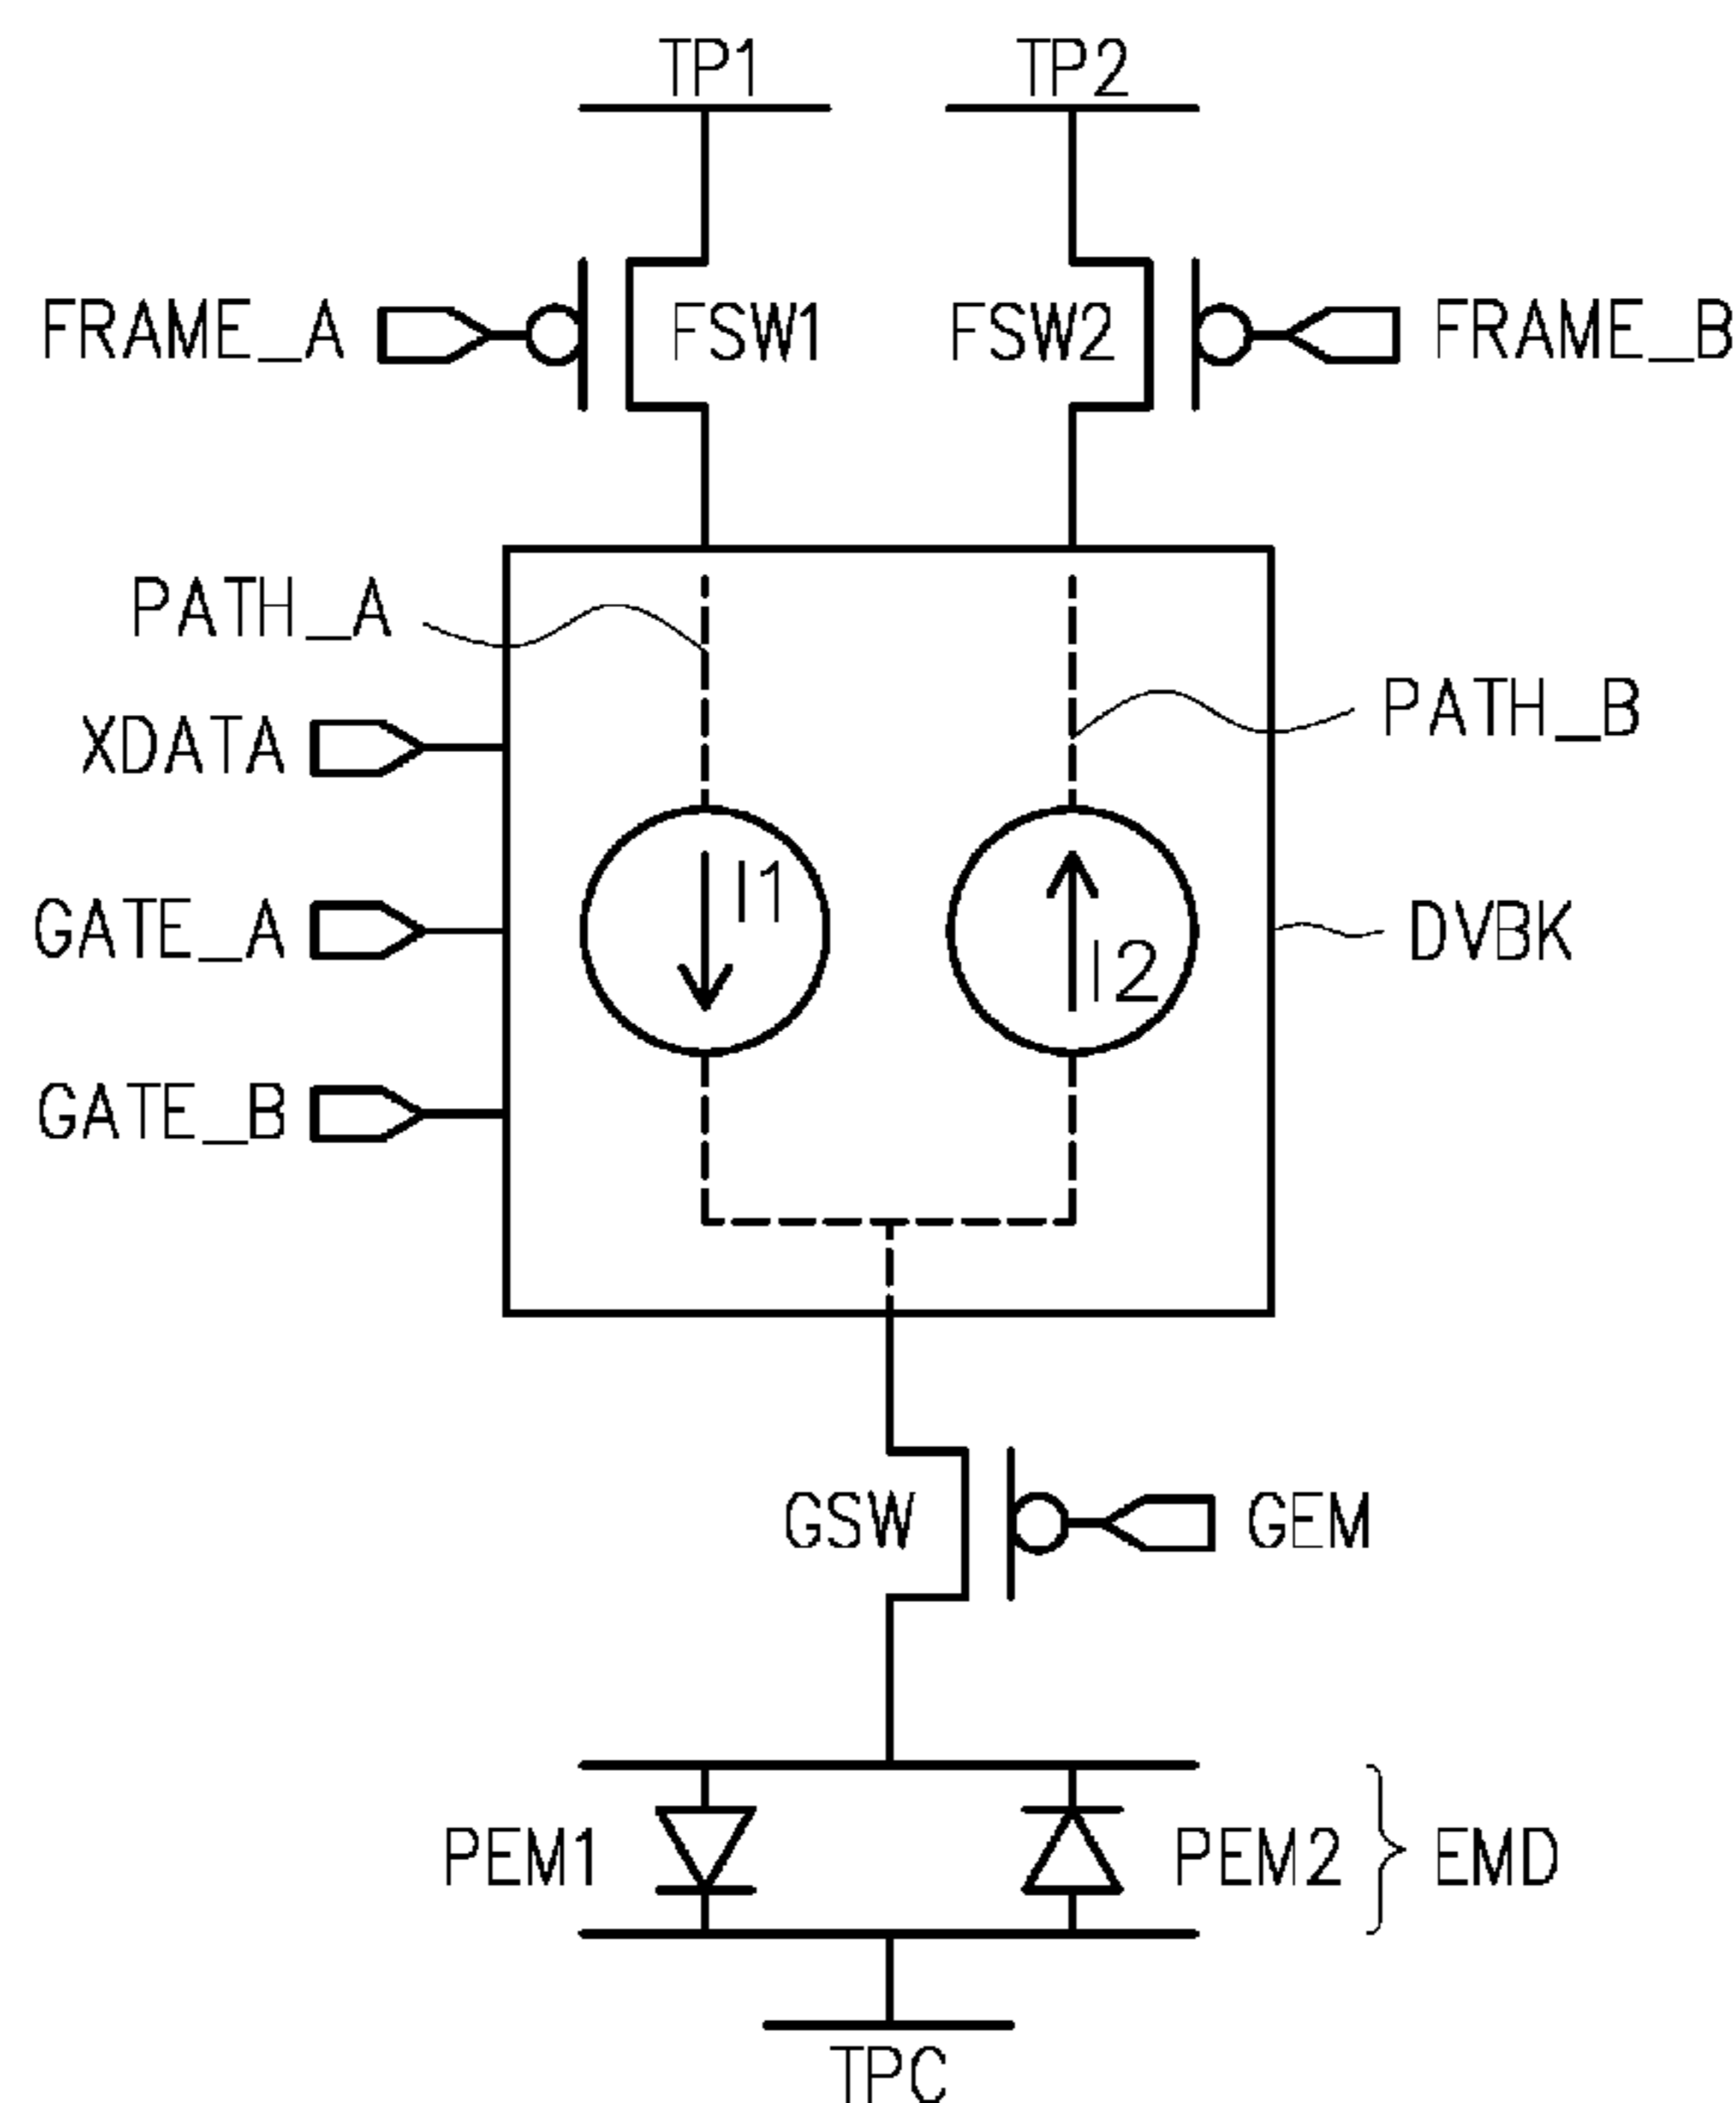 TP1
TP2
FRAME_A
FSW1
FSW2
FRAME_B
PATH_A
PATH_B
XDATA
I1
GATE_A
I2
DVBK
GATE_B
GSW
GEM
PEM1
PEM2
EMD
TPC